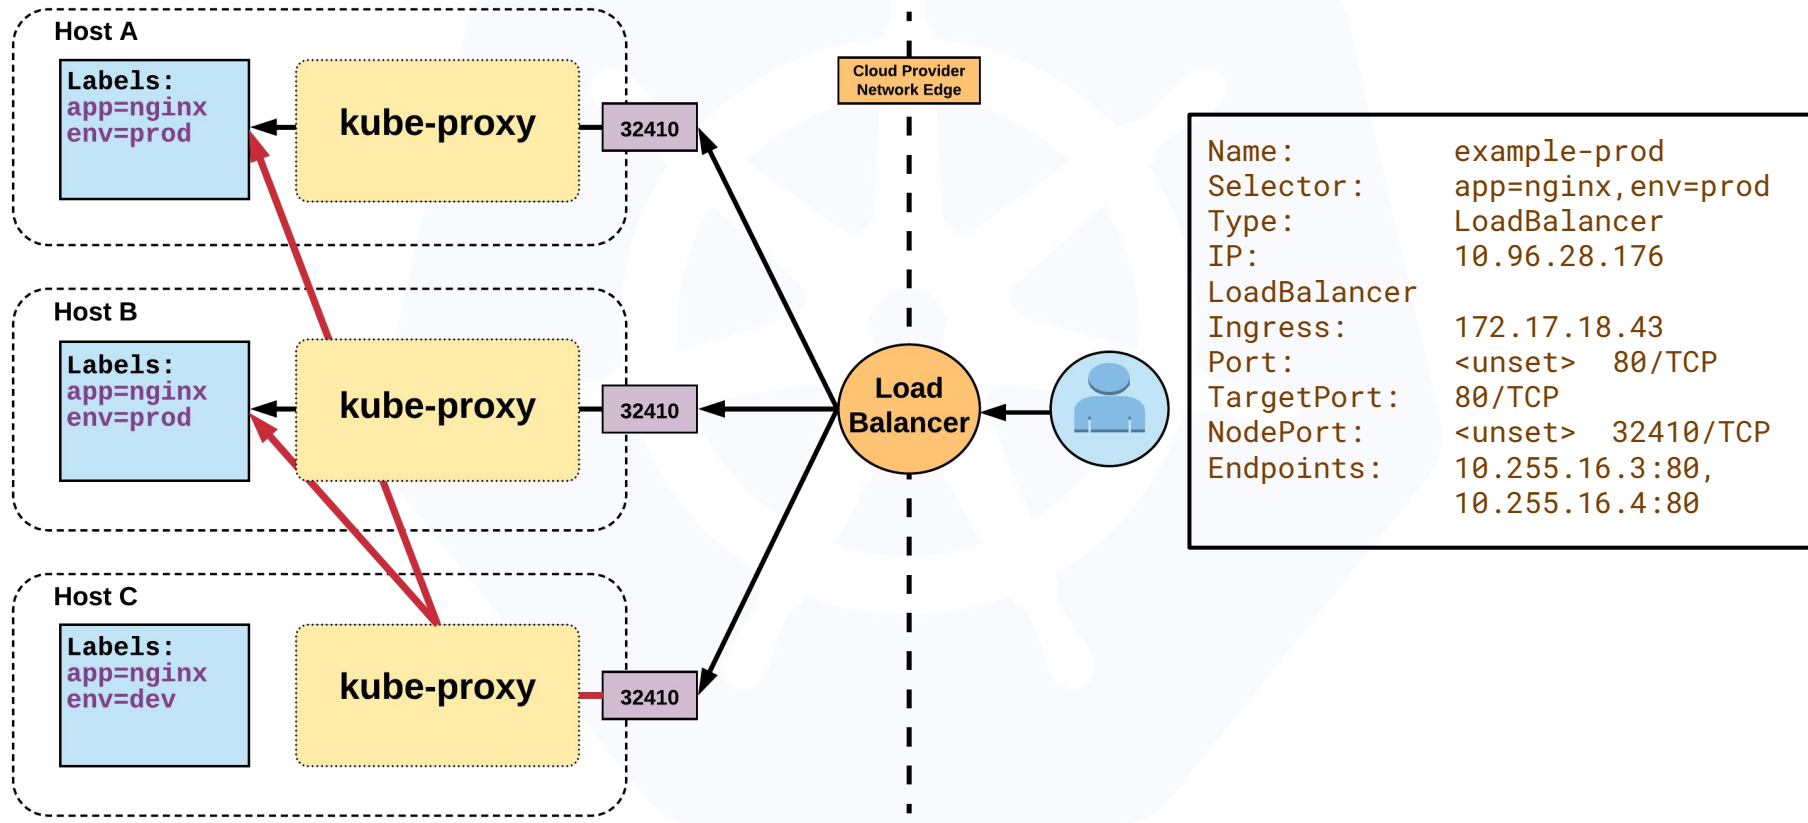 Host A
Labels:
app=nginx
env=prod
kube-proxy
32410
Host B
Labels:
app=nginx
env=prod
kube-proxy
32410
Host C
Labels:
app=nginx
env=dev
kube-proxy
32410
Cloud Provider
Network Edge
Load
Balancer
Name: example-prod
Selector: app=nginx,env=prod
Type: LoadBalancer
IP: 10.96.28.176
LoadBalancer
Ingress: 172.17.18.43
Port: <unset> 80/TCP
TargetPort: 80/TCP
NodePort: <unset> 32410/TCP
Endpoints: 10.255.16.3:80,
10.255.16.4:80